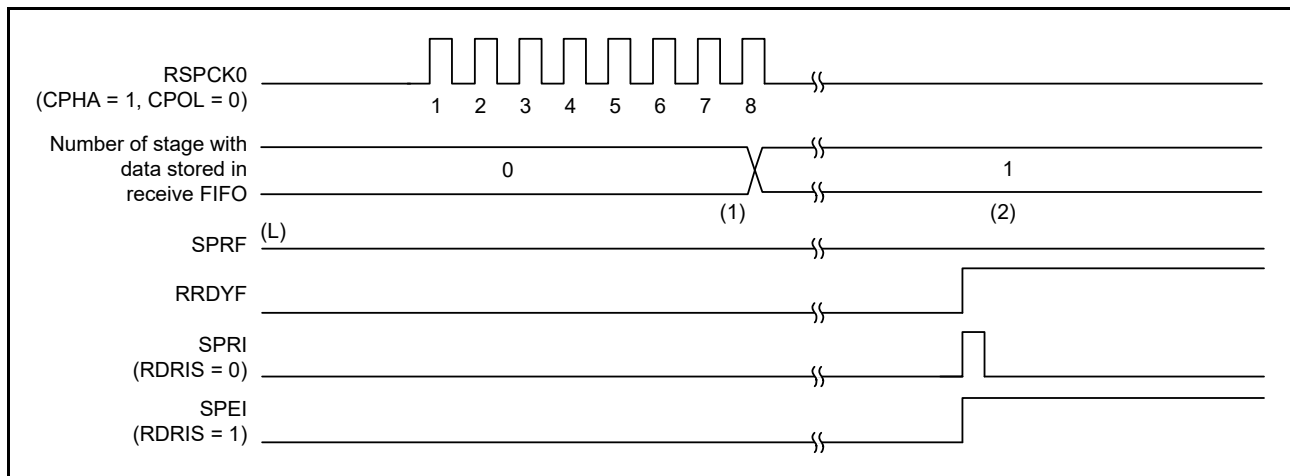 RSPCK0
(CPHA = 1, CPOL = 0)
1 2 3 4 5 6 7 8
Number of stage with
data stored in
receive FIFO
0
1
(1)
(2)
SPRF
(L)
RRDYF
SPRI
(RDRIS = 0)
SPEI
(RDRIS = 1)